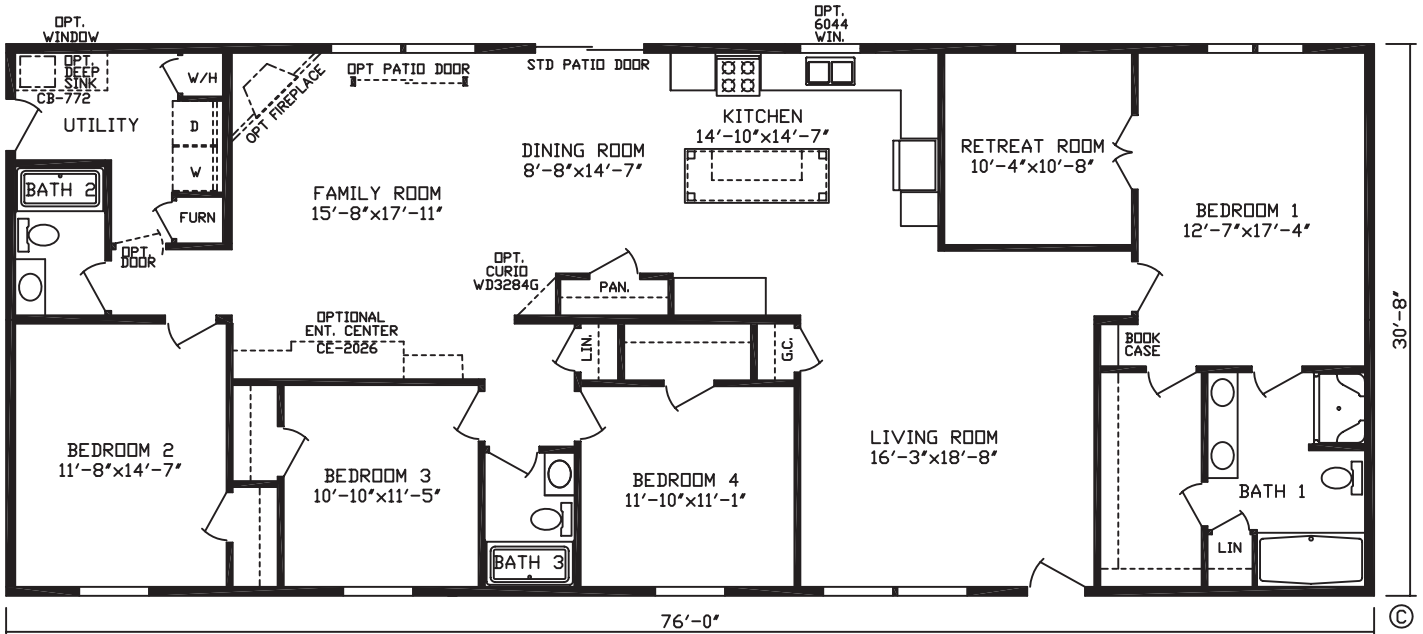 OPT.
WINDOW
OPT.
6044
WIN.
OPT.
DEEP
SINK
CB-772
W/H
UTILITY
D
W
FURN
OPT FIREPLACE
OPT PATIO DOOR
STD PATIO DOOR
KITCHEN
14'-10"x14'-7"
DINING ROOM
8'-8"x14'-7"
FAMILY ROOM
15'-8"x17'-11"
RETREAT ROOM
10'-4"x10'-8"
BEDROOM 1
12'-7"x17'-4"
BATH 2
OPT.
DOOR
OPT.
CURIO
WD3284G
PAN.
OPTIONAL
ENT. CENTER
CE-2026
LIN.
G.C.
BOOK
CASE
30'-8"
BEDROOM 2
11'-8"x14'-7"
BEDROOM 3
10'-10"x11'-5"
BEDROOM 4
11'-10"x11'-1"
LIVING ROOM
16'-3"x18'-8"
BATH 1
LIN
BATH 3
76'-0"
©